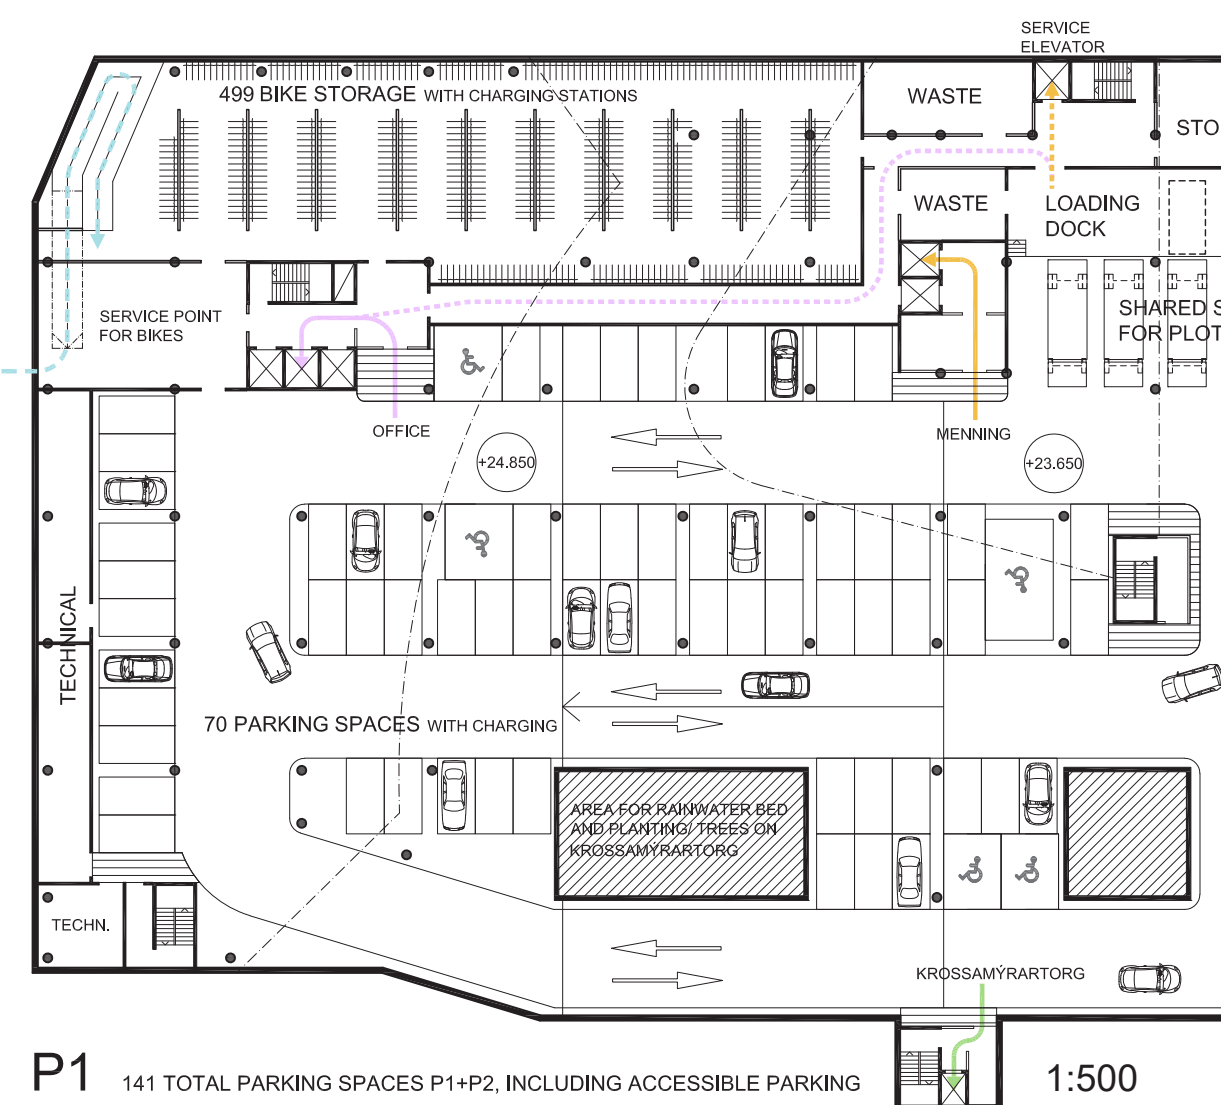 SERVICE
ELEVATOR
499 BIKE STORAGE WITH CHARGING STATIONS
WASTE
STO
WASTE
LOADING
DOCK
SERVICE POINT
FOR BIKES
SHARED S
FOR PLOT
OFFICE
MENNING
+24.850
+23.650
TECHNICAL
70 PARKING SPACES WITH CHARGING
AREA FOR RAINWATER BED
AND PLANTING/ TREES ON
KROSSAMÝRARTORG
TECHN.
KROSSAMÝRARTORG
P1 141 TOTAL PARKING SPACES P1+P2, INCLUDING ACCESSIBLE PARKING
1:500